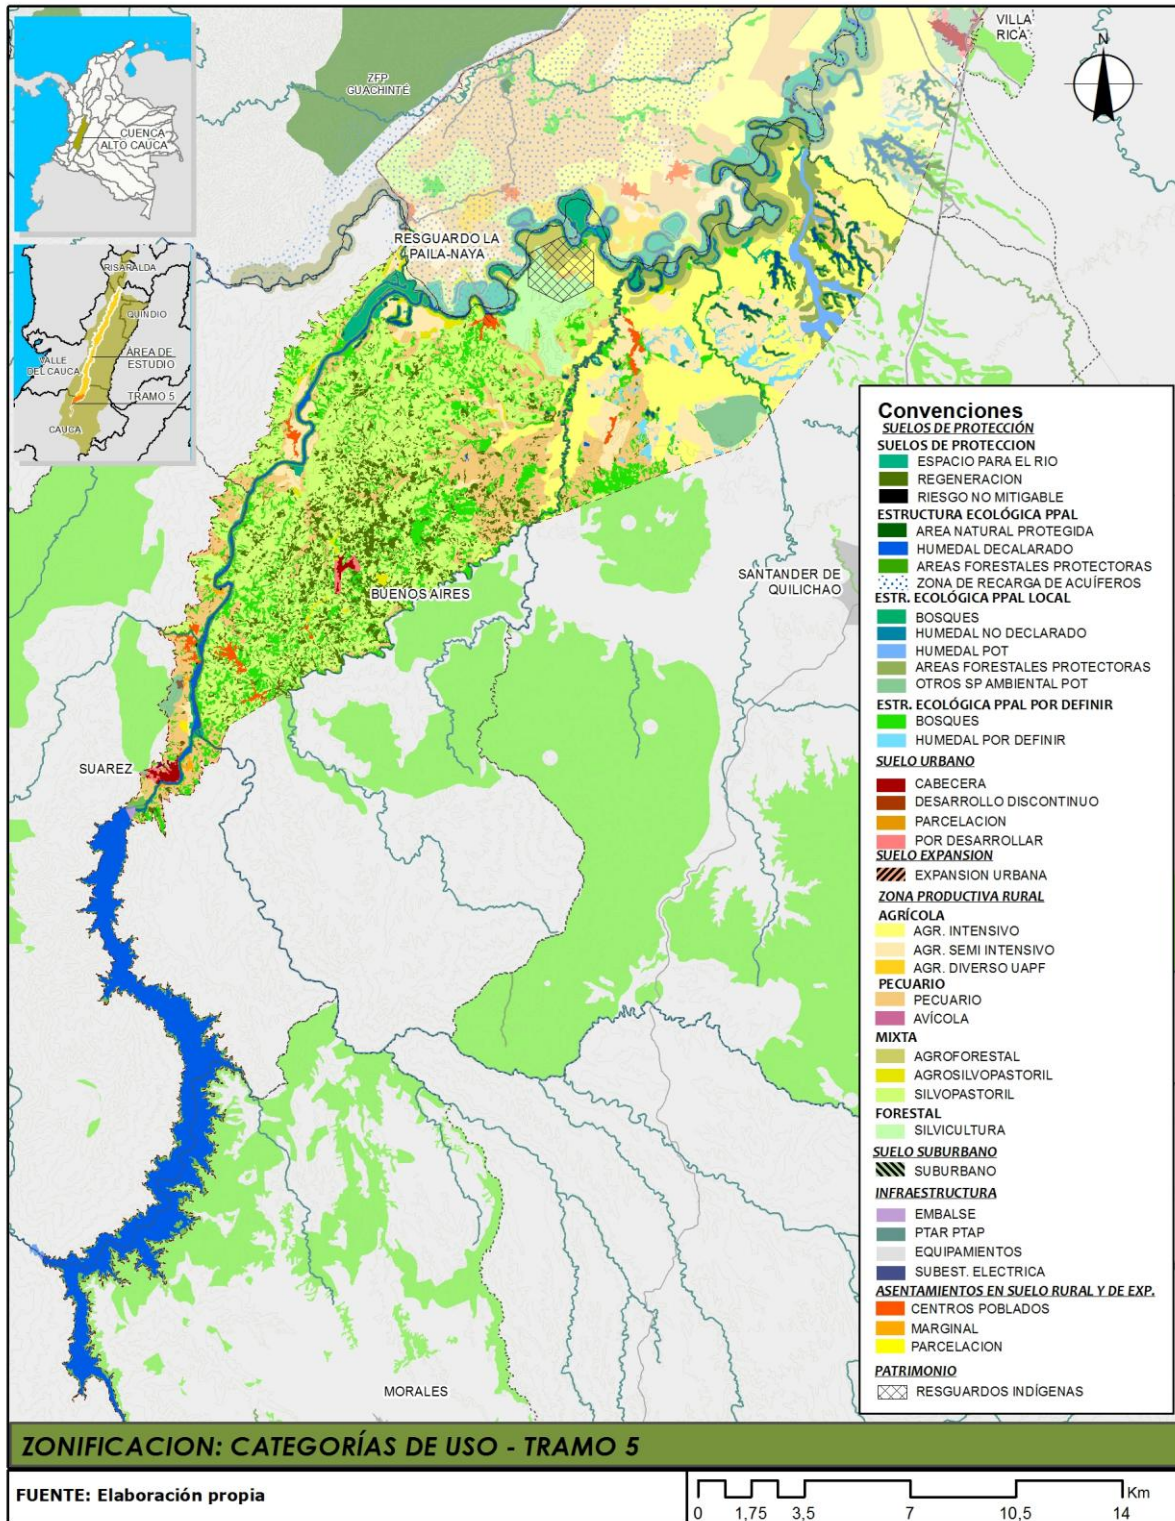 VILLA
RICA
N
ZFP
GUACHINTÉ
CUENCA
ALTO CAUCA
RESGUARDO LA
PAILA-NAYA
RISARALDA
QUINDIO
VALLE
DEL CAUCA
ÁREA DE
ESTUDIO
TRAMO 5
CAUCA
SANTANDER DE
QUILICHAO
BUENOS AIRES
SUAREZ
MORALES
Convenciones
SUELOS DE PROTECCIÓN
SUELOS DE PROTECCION
ESPACIO PARA EL RIO
REGENERACION
RIESGO NO MITIGABLE
ESTRUCTURA ECOLÓGICA PPAL
AREA NATURAL PROTEGIDA
HUMEDAL DECALARADO
AREAS FORESTALES PROTECTORAS
ZONA DE RECARGA DE ACUÍFEROS
ESTR. ECOLÓGICA PPAL LOCAL
BOSQUES
HUMEDAL NO DECLARADO
HUMEDAL POT
AREAS FORESTALES PROTECTORAS
OTROS SP AMBIENTAL POT
ESTR. ECOLÓGICA PPAL POR DEFINIR
BOSQUES
HUMEDAL POR DEFINIR
SUELO URBANO
CABECERA
DESARROLLO DISCONTINUO
PARCELACION
POR DESARROLLAR
SUELO EXPANSION
EXPANSION URBANA
ZONA PRODUCTIVA RURAL
AGRÍCOLA
AGR. INTENSIVO
AGR. SEMI INTENSIVO
AGR. DIVERSO UAPF
PECUARIO
PECUARIO
AVÍCOLA
MIXTA
AGROFORESTAL
AGROSILVOPASTORIL
SILVOPASTORIL
FORESTAL
SILVICULTURA
SUELO SUBURBANO
SUBURBANO
INFRAESTRUCTURA
EMBALSE
PTAR PTAP
EQUIPAMIENTOS
SUBEST. ELECTRICA
ASENTAMIENTOS EN SUELO RURAL Y DE EXP.
CENTROS POBLADOS
MARGINAL
PARCELACION
PATRIMONIO
RESGUARDOS INDÍGENAS
ZONIFICACION: CATEGORÍAS DE USO - TRAMO 5
FUENTE: Elaboración propia
Km
0 1,75 3,5 7 10,5 14